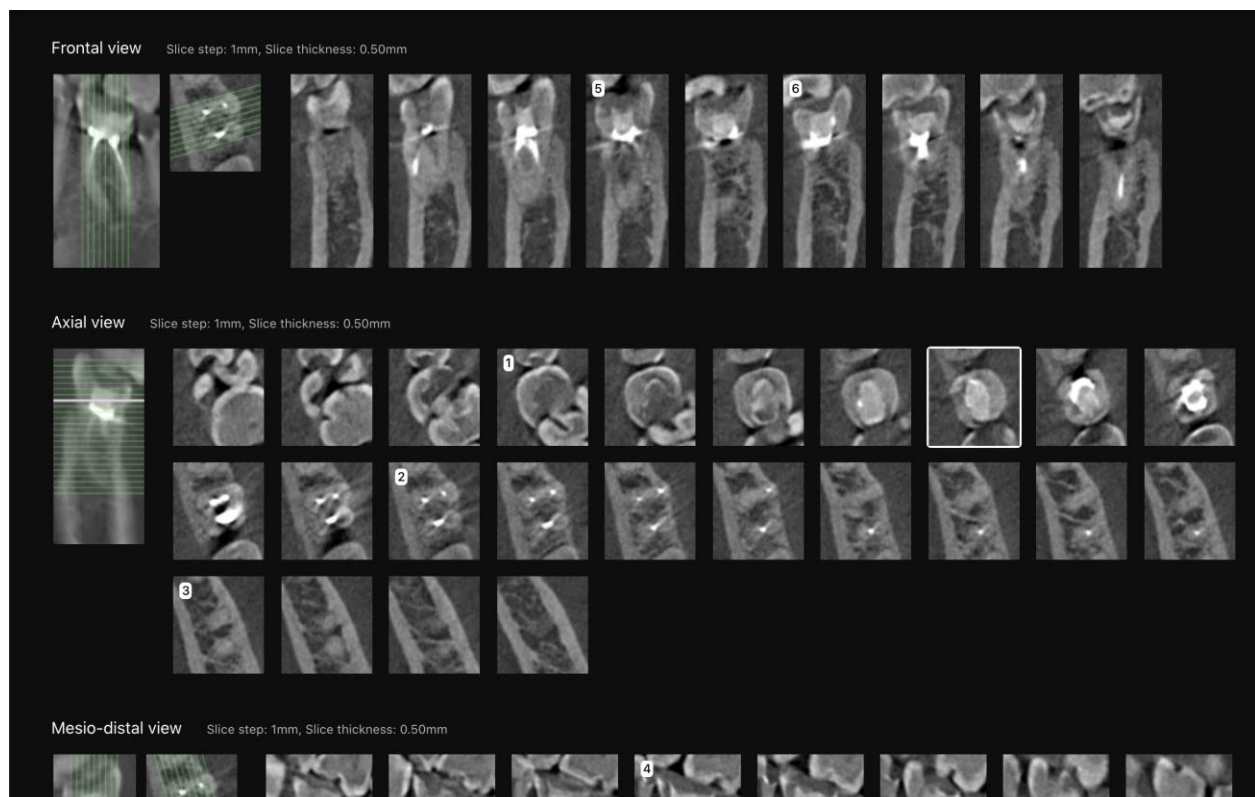 Frontal view Slice step: 1mm, Slice thickness: 0.50mm
5 6
Axial view Slice step: 1mm, Slice thickness: 0.50mm
1
2
3
Mesio-distal view Slice step: 1mm, Slice thickness: 0.50mm
4